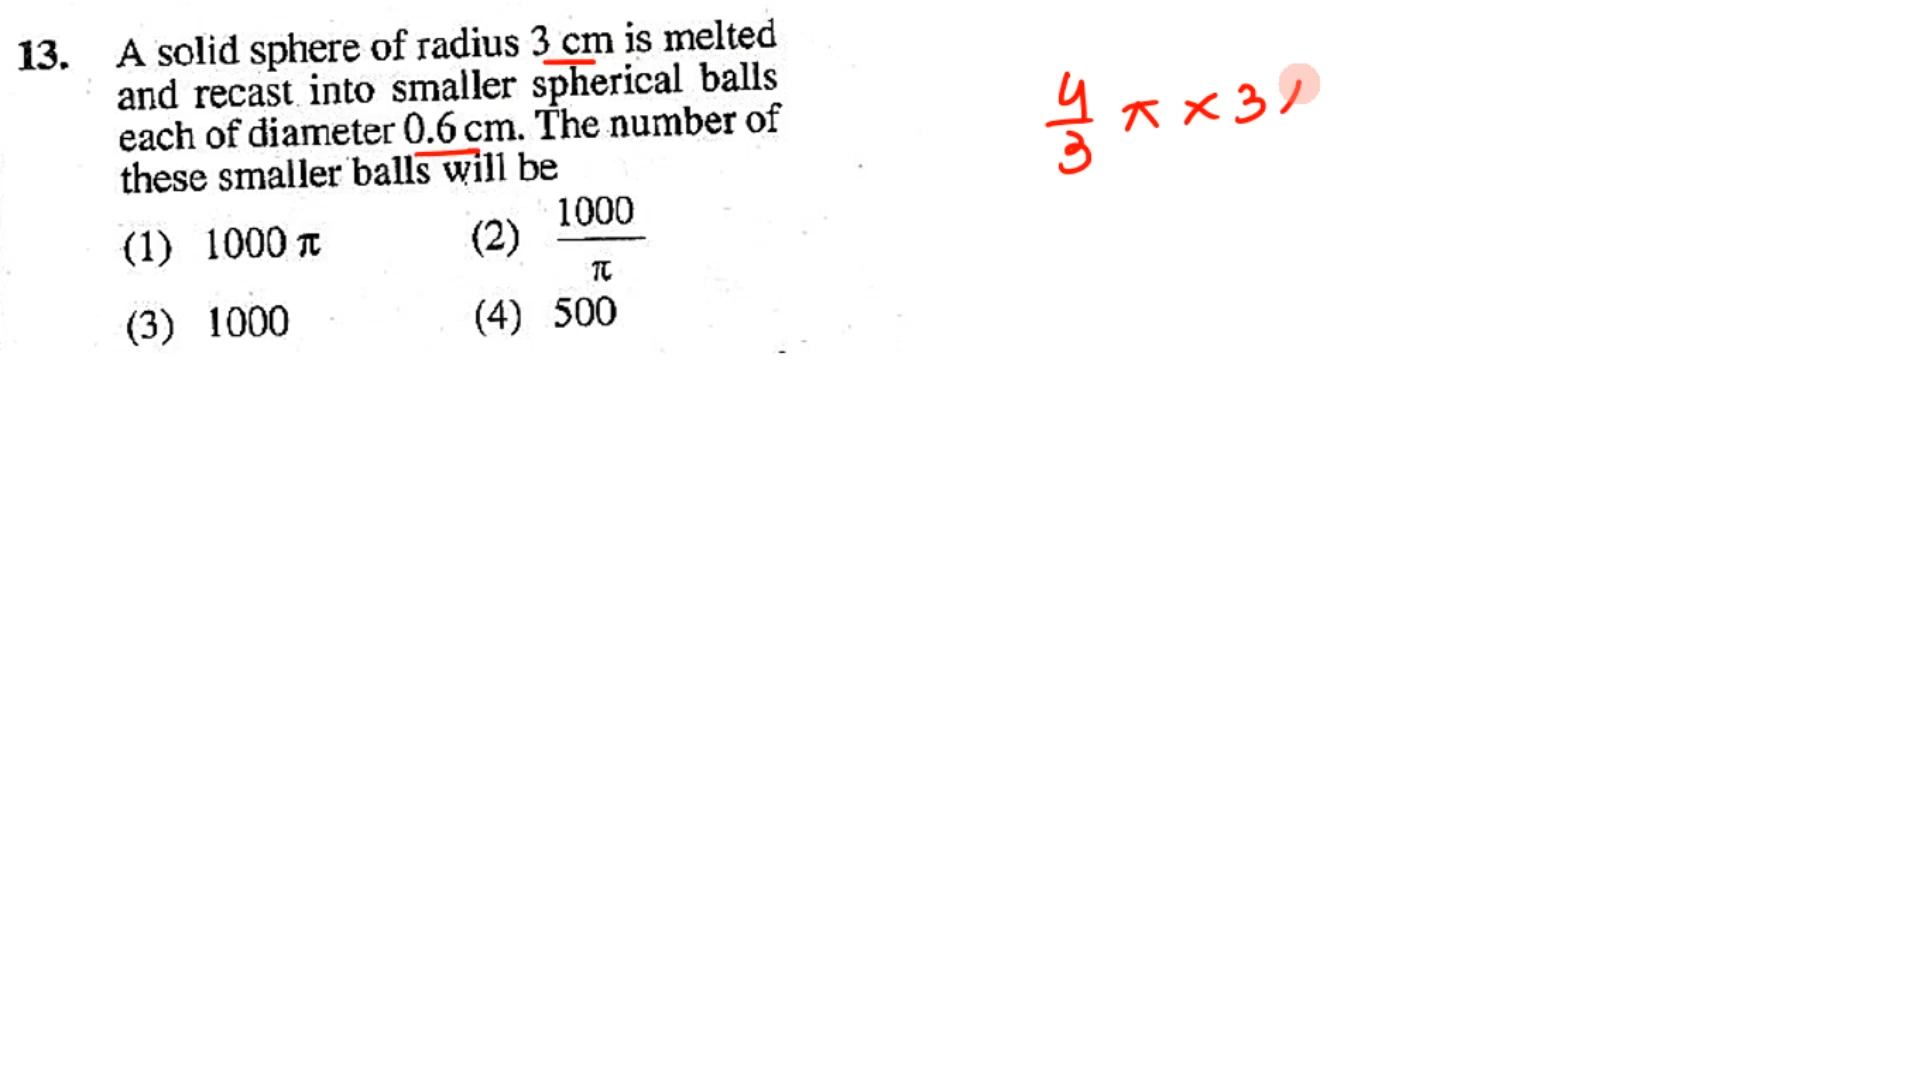 13. A solid sphere of radius 3 cm is melted
and recast into smaller spherical balls
each of diameter 0.6 cm. The number of
these smaller balls will be
(1) 1000 π (2) 1000/π
(3) 1000 (4) 500
4/3 π × 3